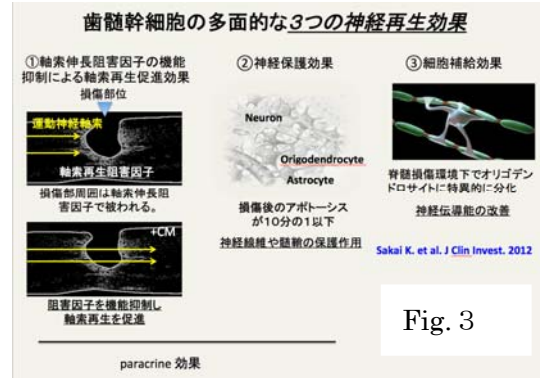 歯髄幹細胞の多面的な３つの神経再生効果
①軸索伸長阻害因子の機能
抑制による軸索再生促進効果
損傷部位
運動神経軸索
軸索再生阻害因子
損傷部周囲は軸索伸長阻
害因子で被われる。
+CM
阻害因子を機能抑制し
軸索再生を促進
②神経保護効果
Neuron
Origodendrocyte
Astrocyte
損傷後のアポトーシス
が１０分の１以下
神経線維や髄鞘の保護作用
paracrine 効果
③細胞補給効果
脊髄損傷環境下でオリゴデン
ドロサイトに特異的に分化
神経伝導能の改善
Sakai K. et al. J Clin Invest. 2012
Fig. 3